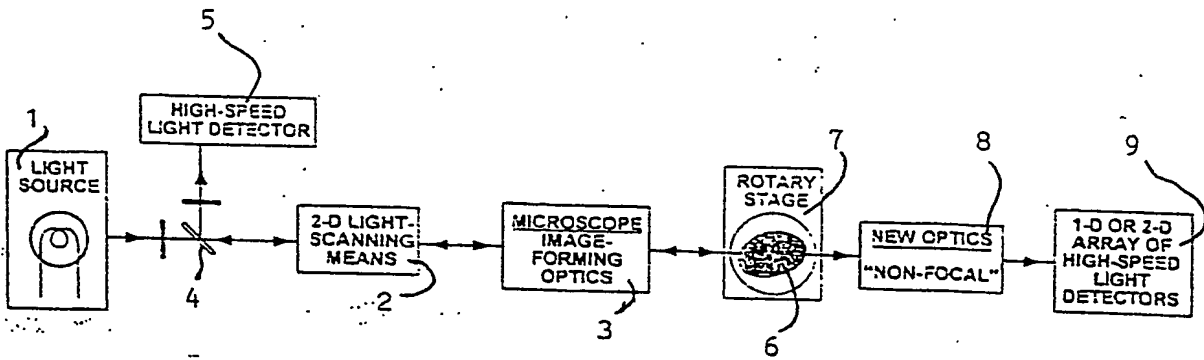 5
HIGH-SPEED
LIGHT DETECTOR
1
LIGHT
SOURCE
4
2-D LIGHT-
SCANNING
MEANS
2
MICROSCOPE
IMAGE-
FORMING
OPTICS
3
7
ROTARY
STAGE
6
8
NEW OPTICS
"NON-FOCAL"
9
1-D OR 2-D
ARRAY OF
HIGH-SPEED
LIGHT
DETECTORS